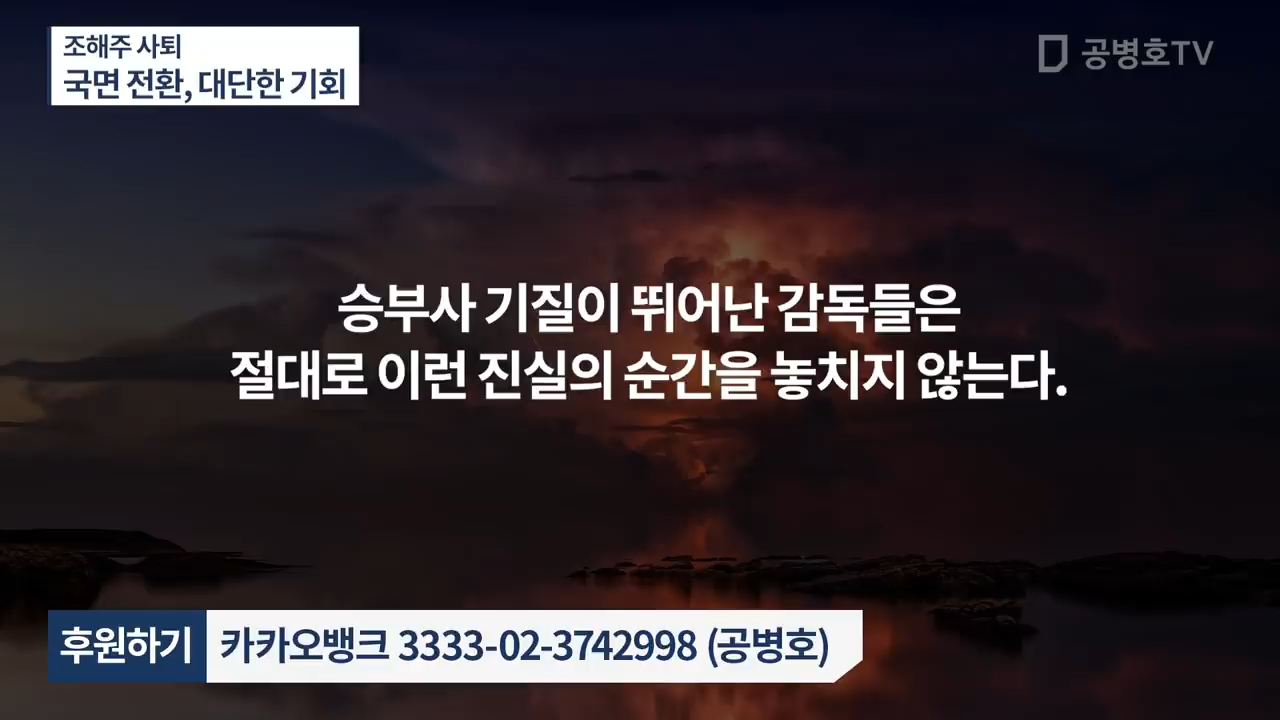 조해주 사퇴
국면 전환, 대단한 기회
공병호TV
승부사 기질이 뛰어난 감독들은
절대로 이런 진실의 순간을 놓치지 않는다.
후원하기 카카오뱅크 3333-02-3742998 (공병호)